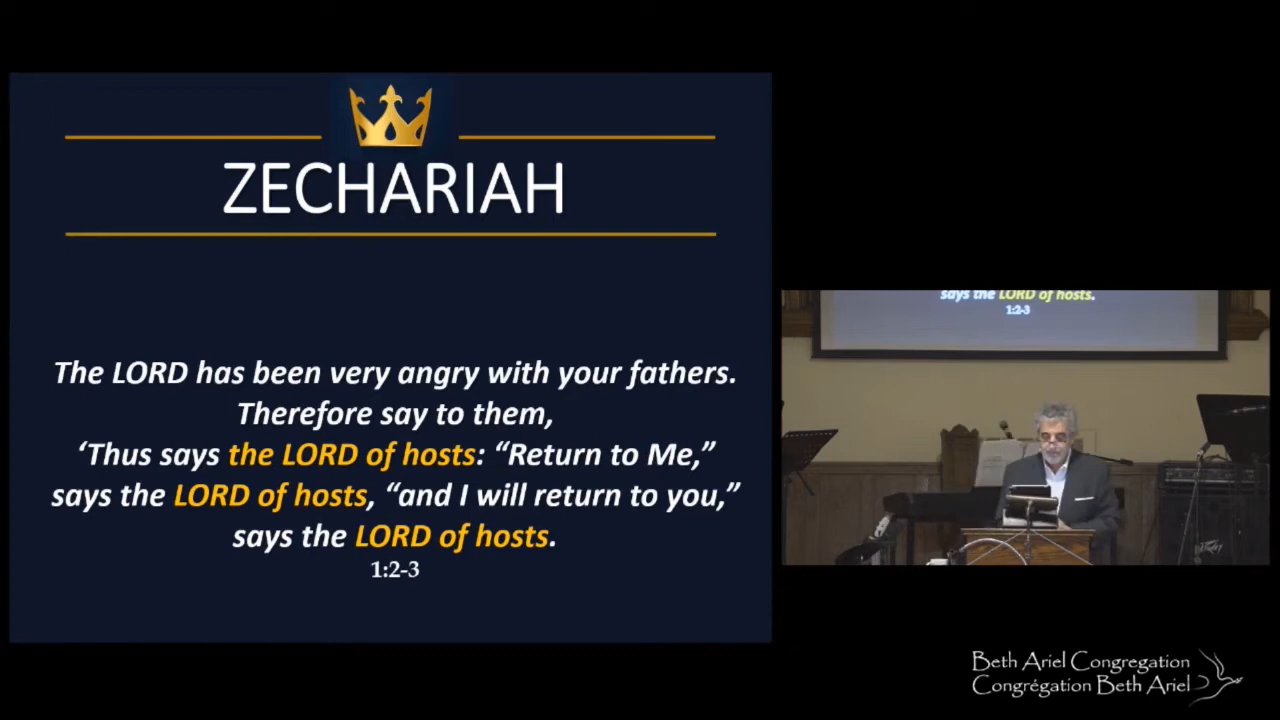 ZECHARIAH
The LORD has been very angry with your fathers.
Therefore say to them,
‘Thus says the LORD of hosts: “Return to Me,”
says the LORD of hosts, “and I will return to you,”
says the LORD of hosts.
1:2-3
says the LORD of hosts.
1:2-3
Peavey
Beth Ariel Congregation
Congrégation Beth Ariel